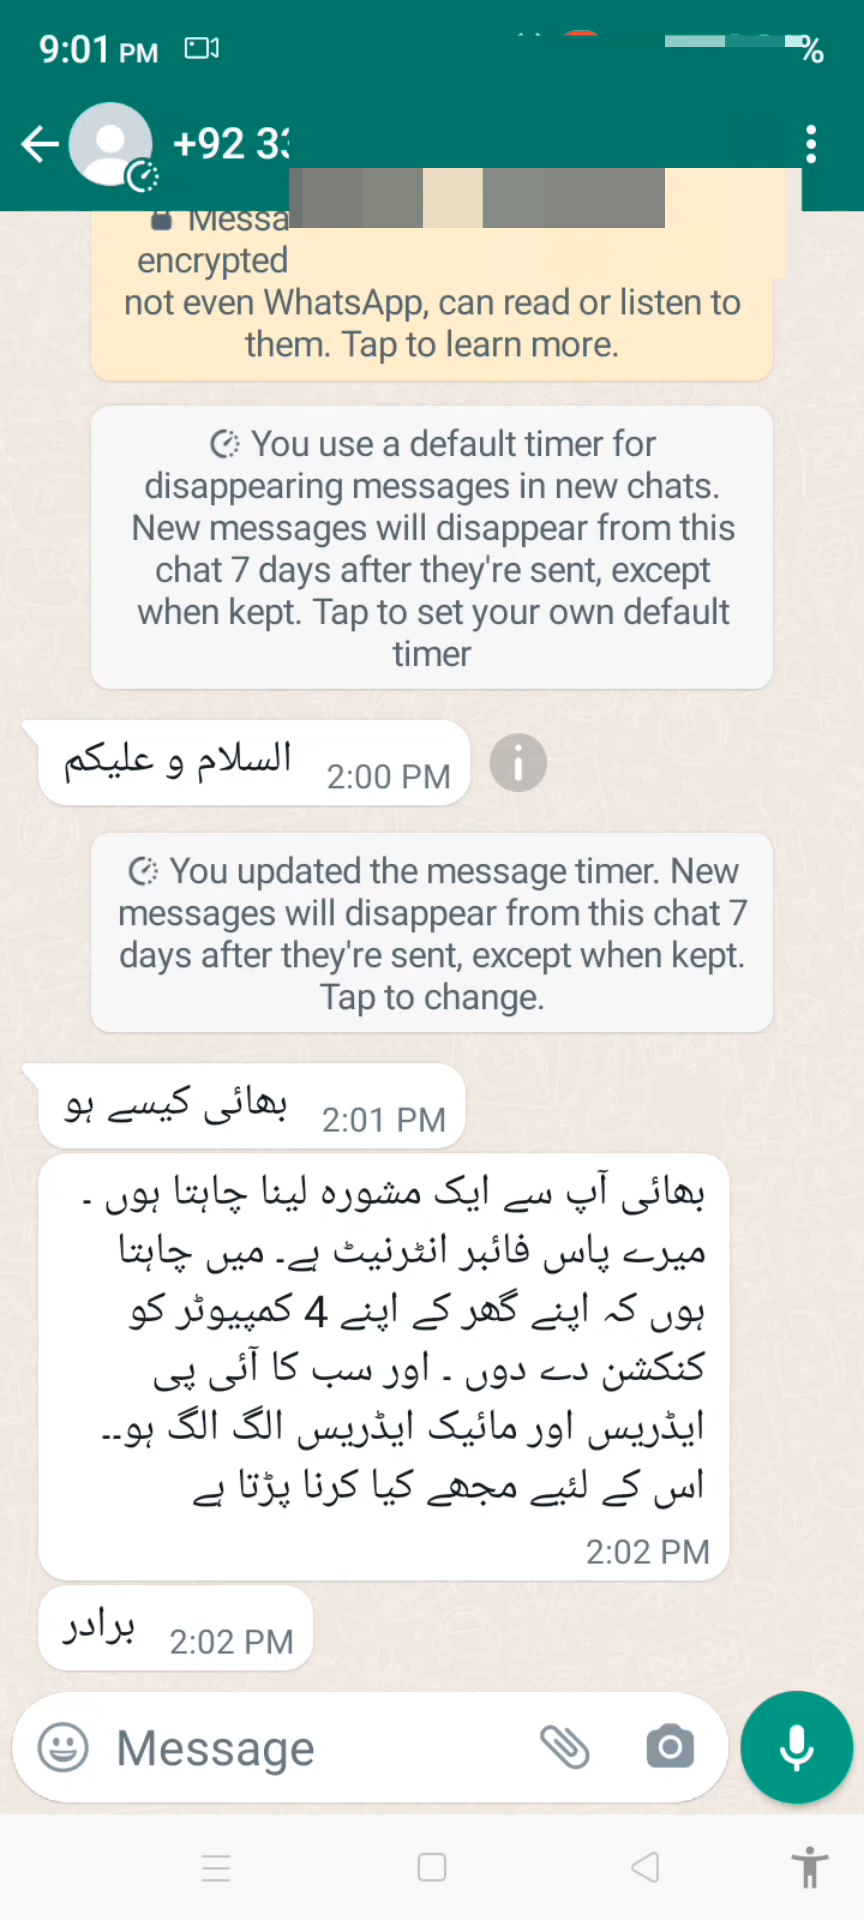 9:01 PM
%
+92 33
Messa
encrypted
not even WhatsApp, can read or listen to
them. Tap to learn more.
You use a default timer for
disappearing messages in new chats.
New messages will disappear from this
chat 7 days after they're sent, except
when kept. Tap to set your own default
timer
السلام و علیکم
2:00 PM
You updated the message timer. New
messages will disappear from this chat 7
days after they're sent, except when kept.
Tap to change.
بھائی کیسے ہو
2:01 PM
بھائی آپ سے ایک مشورہ لینا چاہتا ہوں ۔
میرے پاس فائبر انٹرنیٹ ہے۔ میں چاہتا
ہوں کہ اپنے گھر کے اپنے 4 کمپیوٹر کو
کنکشن دے دوں ۔ اور سب کا آئی پی
ایڈریس اور مائیک ایڈریس الگ الگ ہو۔۔
اس کے لئیے مجھے کیا کرنا پڑتا ہے
2:02 PM
برادر
2:02 PM
Message